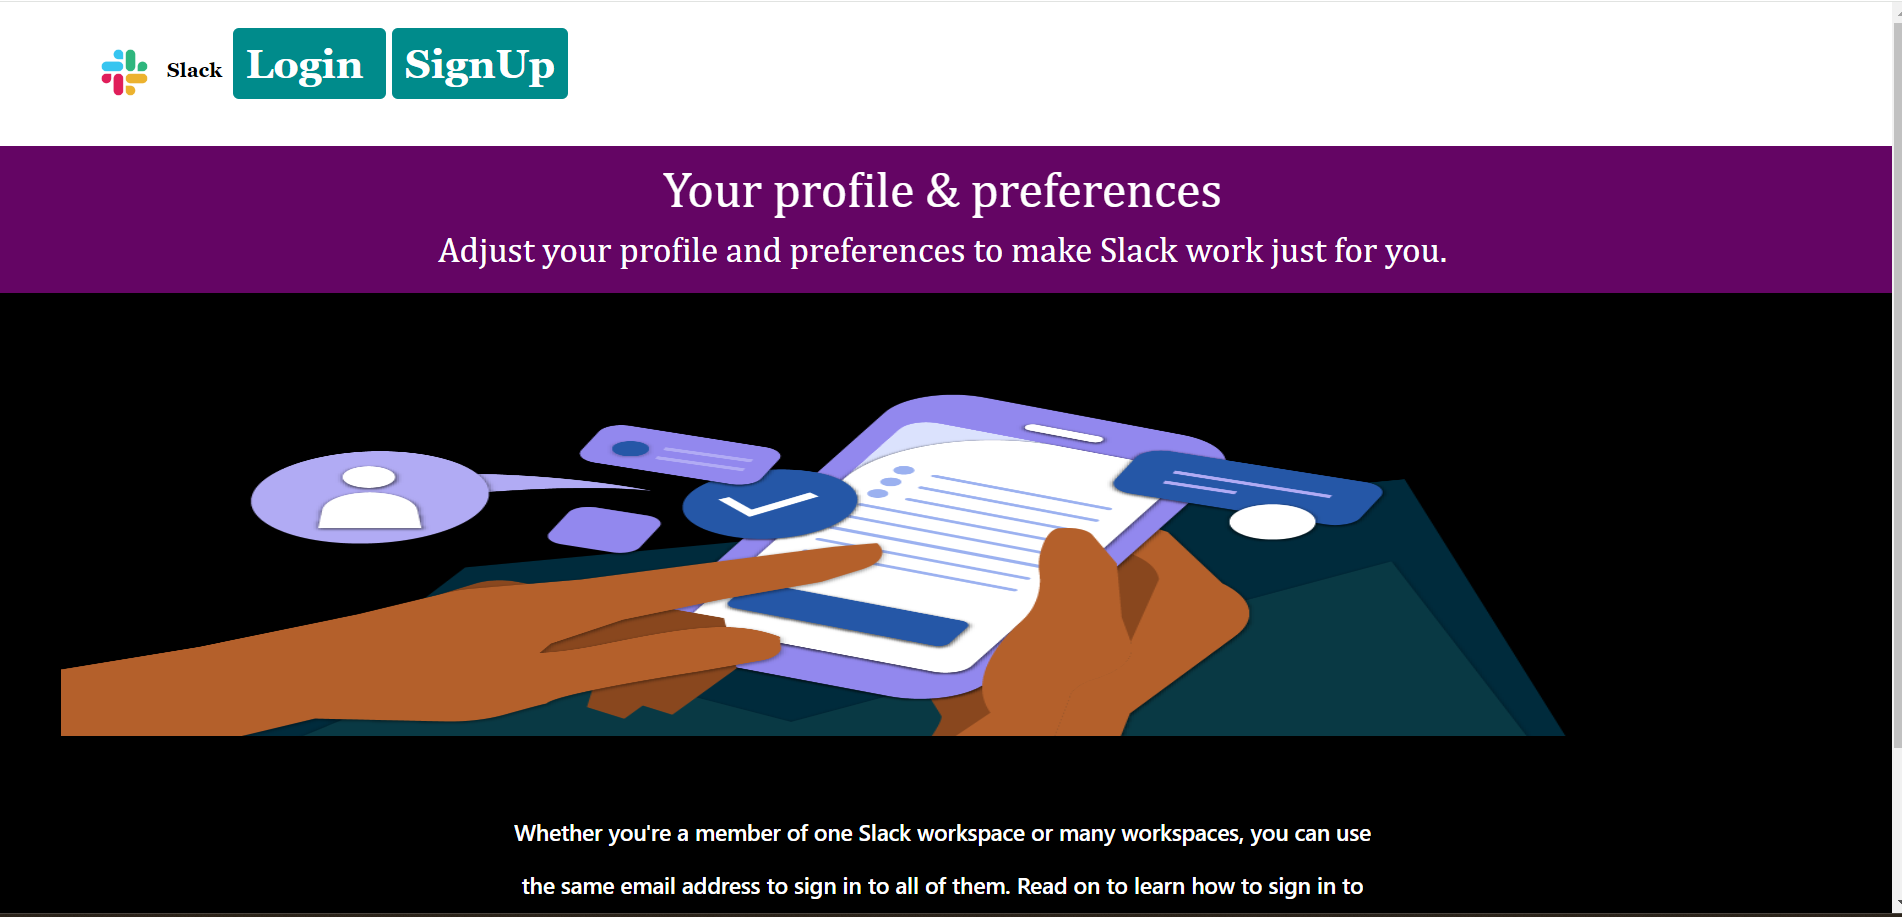 Slack Login SignUp
Your profile & preferences
Adjust your profile and preferences to make Slack work just for you.
Whether you're a member of one Slack workspace or many workspaces, you can use
the same email address to sign in to all of them. Read on to learn how to sign in to